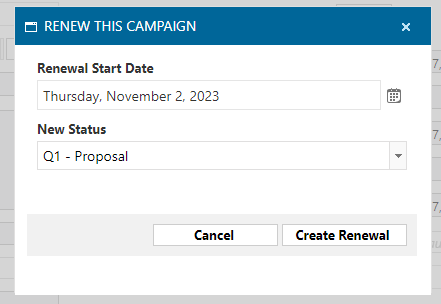 RENEW THIS CAMPAIGN
Renewal Start Date
Thursday, November 2, 2023
New Status
Q1 - Proposal
Cancel
Create Renewal